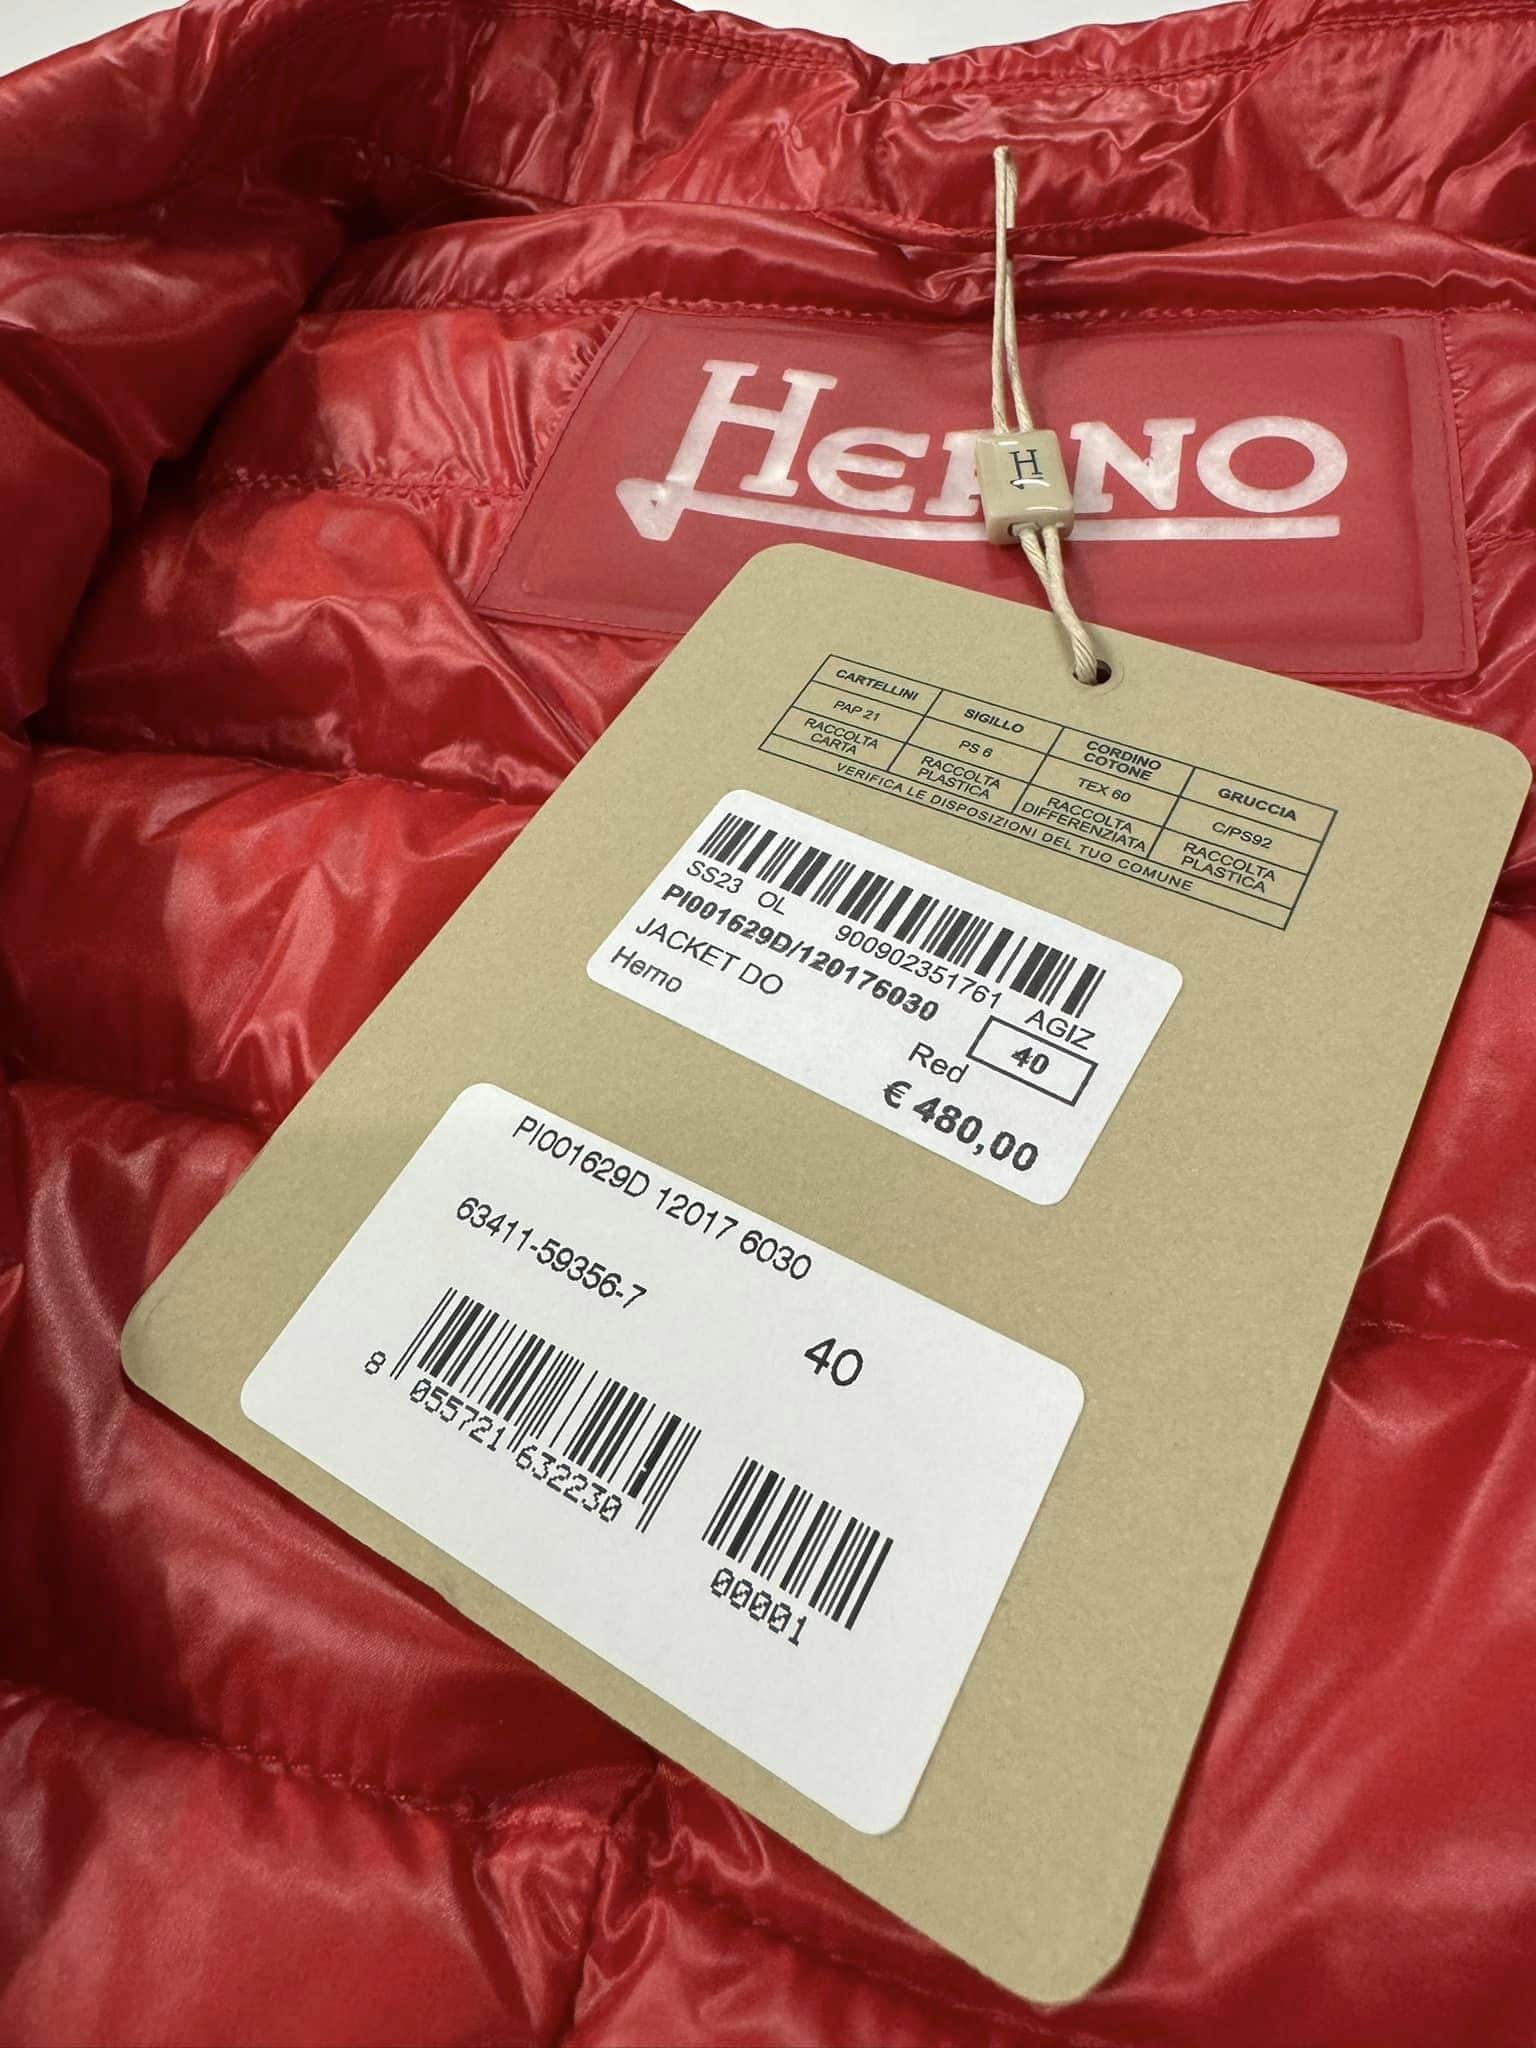 HERNO
H
CARTELLINI SIGILLO CORDINO COTONE GRUCCIA
PAP 21 PS 6 TEX 60 C/PS92
RACCOLTA CARTA RACCOLTA PLASTICA RACCOLTA DIFFERENZIATA RACCOLTA PLASTICA
VERIFICA LE DISPOSIZIONI DEL TUO COMUNE
SS23 OL 900902351761 AGIZ
PI001629D/120176030
40
JACKET DO Red
Herno
€ 480,00
PI001629D 12017 6030
63411-59356-7
40
8 055721 632230
00001